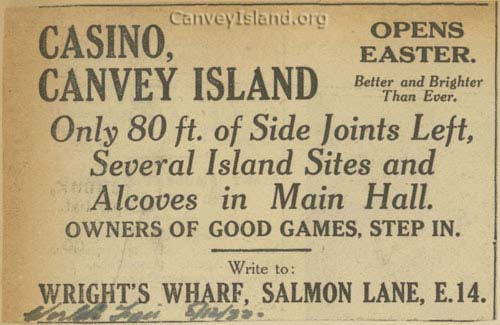 CanveyIsland.org
CASINO,
CANVEY ISLAND
OPENS
EASTER.
Better and Brighter
Than Ever.
Only 80 ft. of Side Joints Left,
Several Island Sites and
Alcoves in Main Hall.
OWNERS OF GOOD GAMES, STEP IN.
Write to:
WRIGHT'S WHARF, SALMON LANE, E.14.
World's Fair